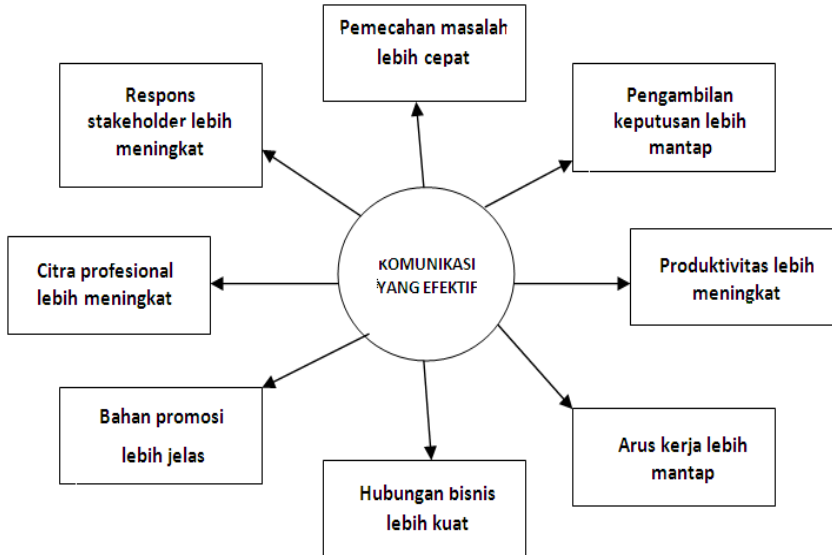 Pemecahan masalah
lebih cepat
Respons
stakeholder lebih
meningkat
Pengambilan
keputusan lebih
mantap
Citra profesional
lebih meningkat
KOMUNIKASI
YANG EFEKTIF
Produktivitas lebih
meningkat
Bahan promosi
lebih jelas
Hubungan bisnis
lebih kuat
Arus kerja lebih
mantap